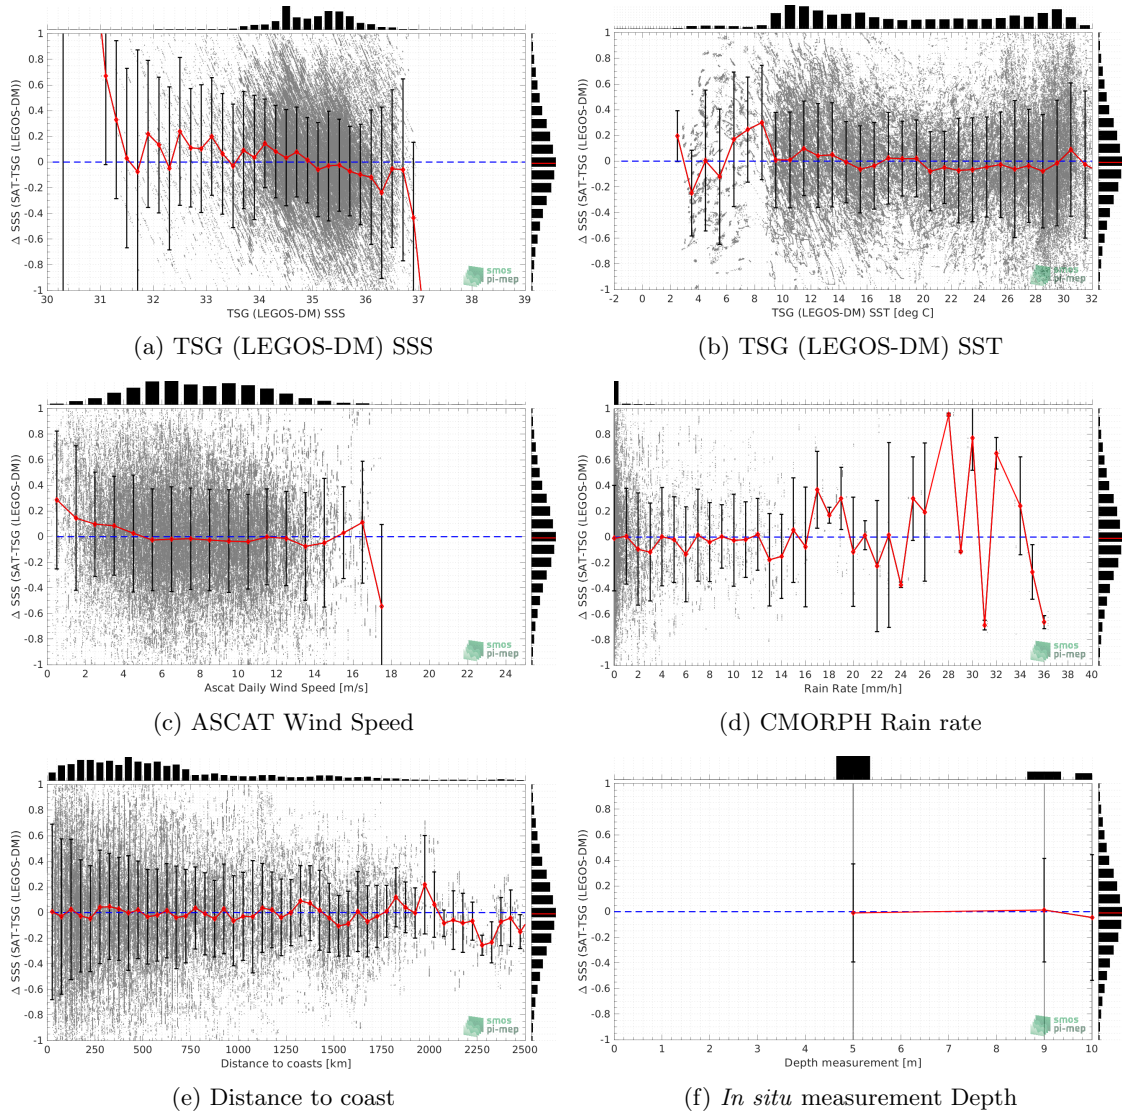 1
0.8
0.6
0.4
0.2
0
-0.2
-0.4
-0.6
-0.8
-1
Δ SSS (SAT-TSG (LEGOS-DM))
30 31 32 33 34 35 36 37 38 39
TSG (LEGOS-DM) SSS
smos
pi-mep
(a) TSG (LEGOS-DM) SSS
1
0.8
0.6
0.4
0.2
0
-0.2
-0.4
-0.6
-0.8
-1
Δ SSS (SAT-TSG (LEGOS-DM))
-2 0 2 4 6 8 10 12 14 16 18 20 22 24 26 28 30 32
TSG (LEGOS-DM) SST [deg C]
smos
pi-mep
(b) TSG (LEGOS-DM) SST
1
0.8
0.6
0.4
0.2
0
-0.2
-0.4
-0.6
-0.8
-1
Δ SSS (SAT-TSG (LEGOS-DM))
0 2 4 6 8 10 12 14 16 18 20 22 24
Ascat Daily Wind Speed [m/s]
smos
pi-mep
(c) ASCAT Wind Speed
1
0.8
0.6
0.4
0.2
0
-0.2
-0.4
-0.6
-0.8
-1
Δ SSS (SAT-TSG (LEGOS-DM))
0 2 4 6 8 10 12 14 16 18 20 22 24 26 28 30 32 34 36 38 40
Rain Rate [mm/h]
smos
pi-mep
(d) CMORPH Rain rate
1
0.8
0.6
0.4
0.2
0
-0.2
-0.4
-0.6
-0.8
-1
Δ SSS (SAT-TSG (LEGOS-DM))
0 250 500 750 1000 1250 1500 1750 2000 2250 2500
Distance to coasts [km]
smos
pi-mep
(e) Distance to coast
1
0.8
0.6
0.4
0.2
0
-0.2
-0.4
-0.6
-0.8
-1
Δ SSS (SAT-TSG (LEGOS-DM))
0 1 2 3 4 5 6 7 8 9 10
Depth measurement [m]
smos
pi-mep
(f) In situ measurement Depth